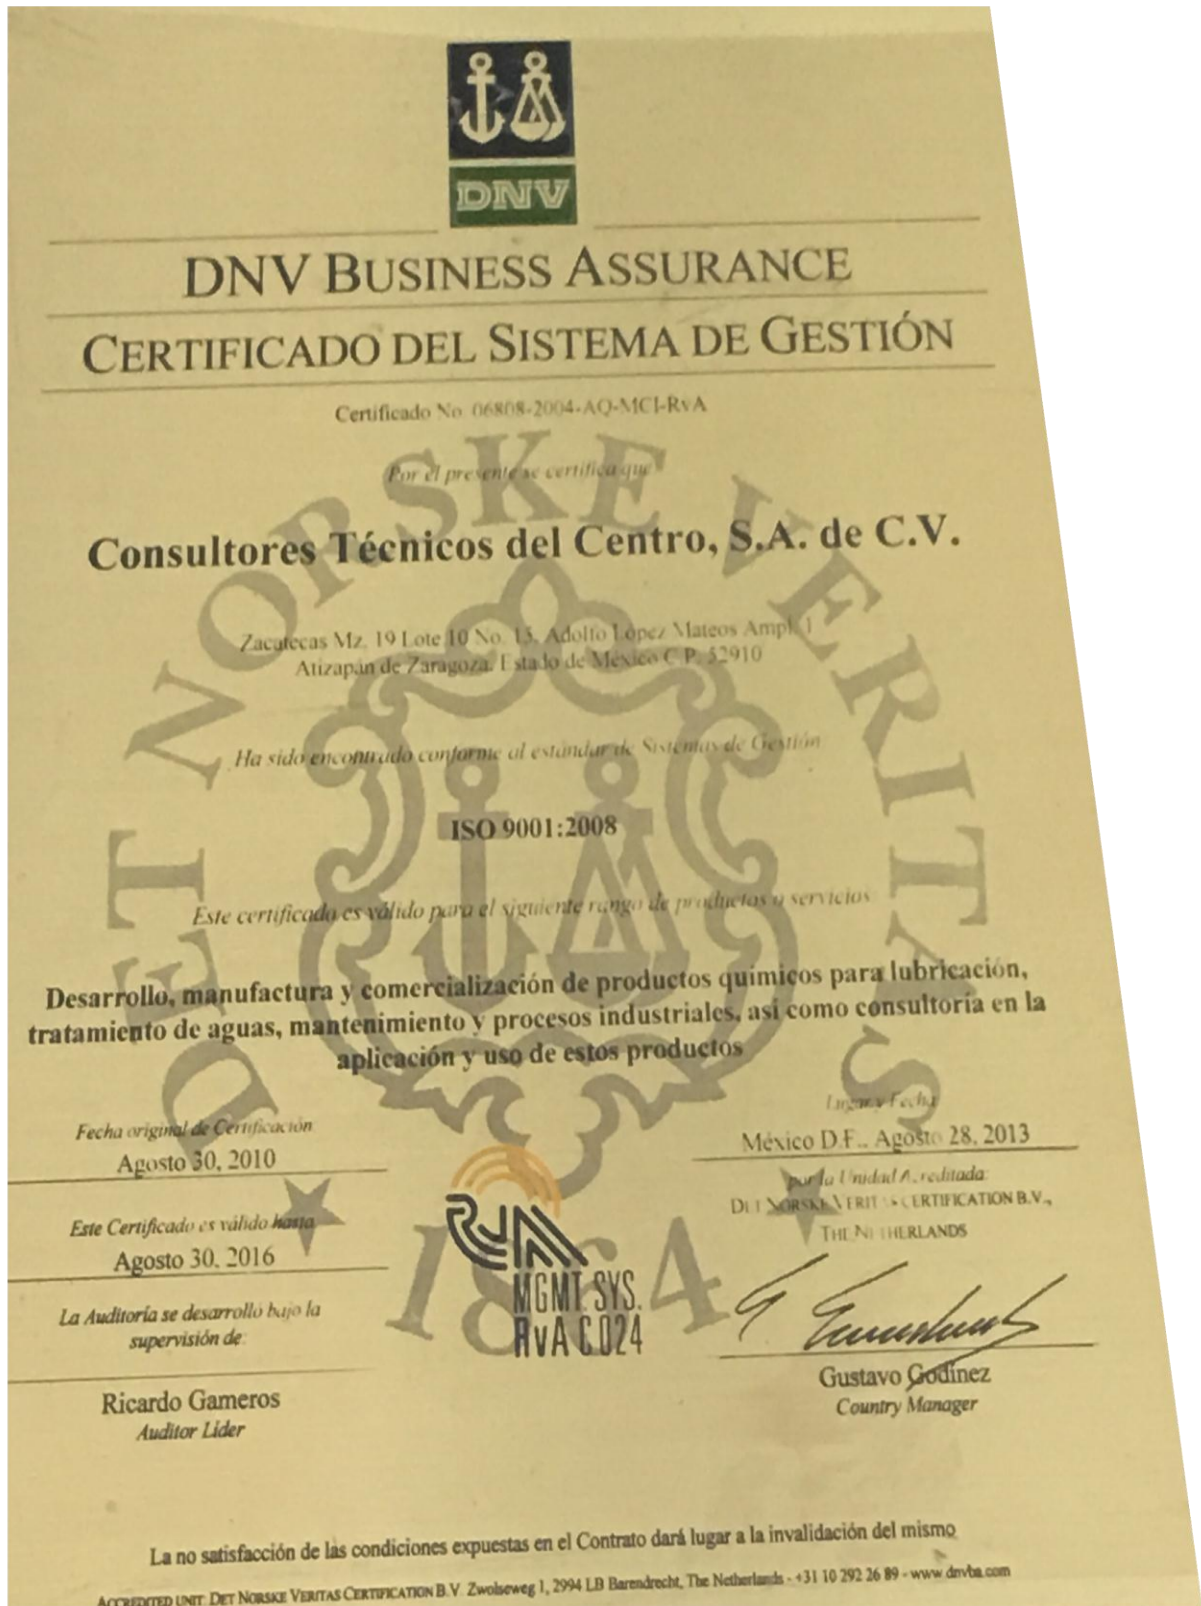 DNV
DNV BUSINESS ASSURANCE
CERTIFICADO DEL SISTEMA DE GESTIÓN
Certificado No. 06808-2004-AQ-MCI-RvA
Por el presente se certifica que
Consultores Técnicos del Centro, S.A. de C.V.
Zacatecas Mz. 19 Lote 10 No. 15, Adolfo López Mateos Ampl. 1
Atizapán de Zaragoza, Estado de México C.P. 52910
Ha sido encontrado conforme al estándar de Sistemas de Gestión
ISO 9001:2008
Este certificado es válido para el siguiente rango de productos o servicios
Desarrollo, manufactura y comercialización de productos químicos para lubricación,
tratamiento de aguas, mantenimiento y procesos industriales, así como consultoría en la
aplicación y uso de estos productos
Fecha original de Certificación
Agosto 30, 2010
Este Certificado es válido hasta
Agosto 30, 2016
La Auditoría se desarrollo bajo la
supervisión de:
Ricardo Gameros
Auditor Líder
RvA
MGMT. SYS.
RvA C 024
Lugar y Fecha
México D.F., Agosto 28, 2013
por la Unidad Acreditada:
DET NORSKE VERITAS CERTIFICATION B.V.,
THE NETHERLANDS
Gustavo Godínez
Country Manager
DET NORSKE VERITAS
1864
La no satisfacción de las condiciones expuestas en el Contrato dará lugar a la invalidación del mismo
ACCREDITED UNIT: DET NORSKE VERITAS CERTIFICATION B.V. Zwolseweg 1, 2994 LB Barendrecht, The Netherlands - +31 10 292 26 89 - www.dnvba.com